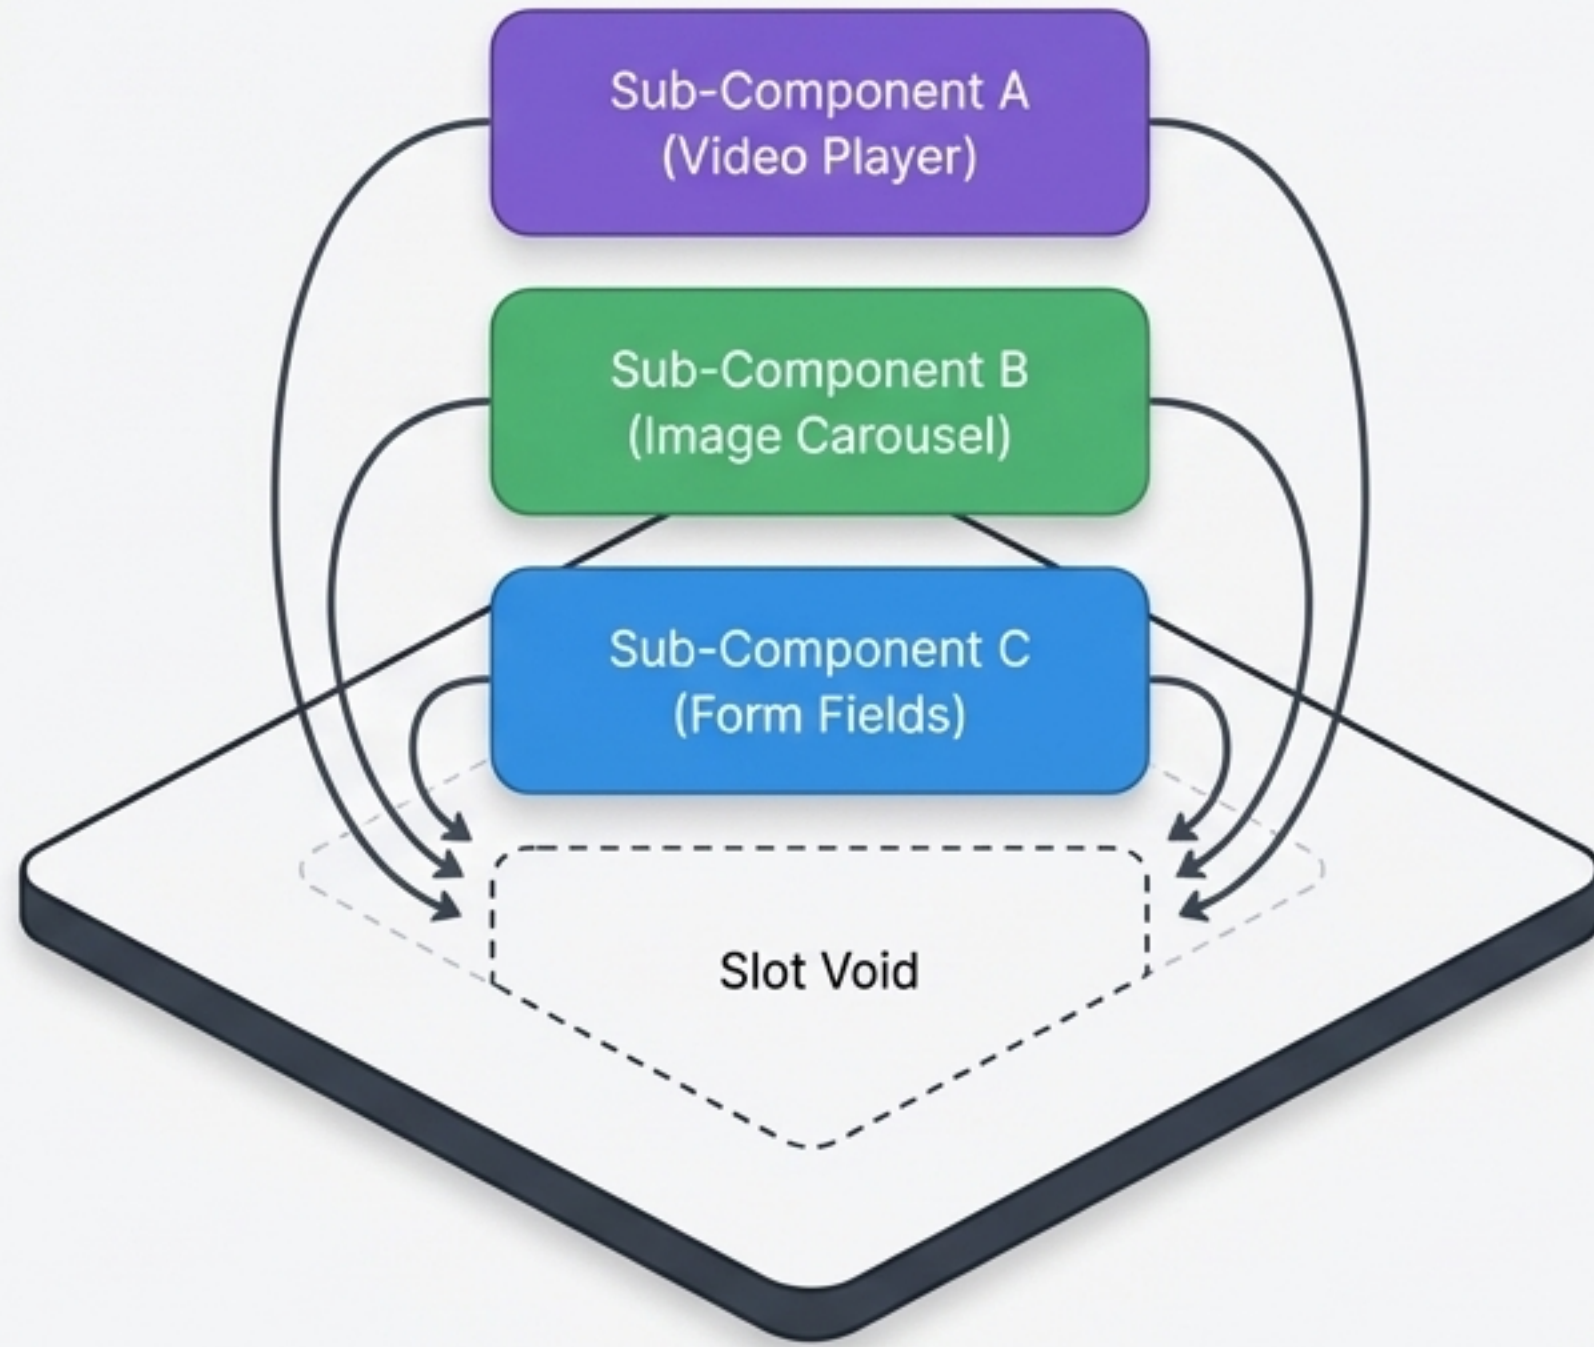 Sub-Component A
(Video Player)
Sub-Component B
(Image Carousel)
Sub-Component C
(Form Fields)
Slot Void